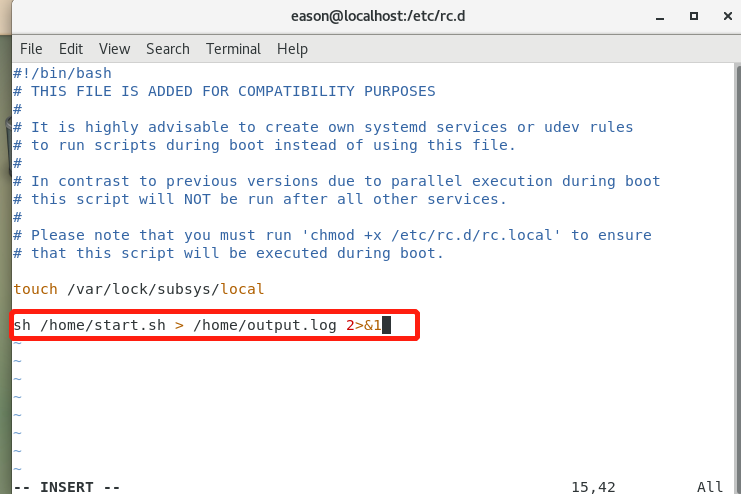 eason@localhost:/etc/rc.d
File Edit View Search Terminal Help
#!/bin/bash
# THIS FILE IS ADDED FOR COMPATIBILITY PURPOSES
#
# It is highly advisable to create own systemd services or udev rules
# to run scripts during boot instead of using this file.
#
# In contrast to previous versions due to parallel execution during boot
# this script will NOT be run after all other services.
#
# Please note that you must run 'chmod +x /etc/rc.d/rc.local' to ensure
# that this script will be executed during boot.
touch /var/lock/subsys/local
sh /home/start.sh > /home/output.log 2>&1
~
~
~
~
~
~
~
~
-- INSERT -- 15,42 All